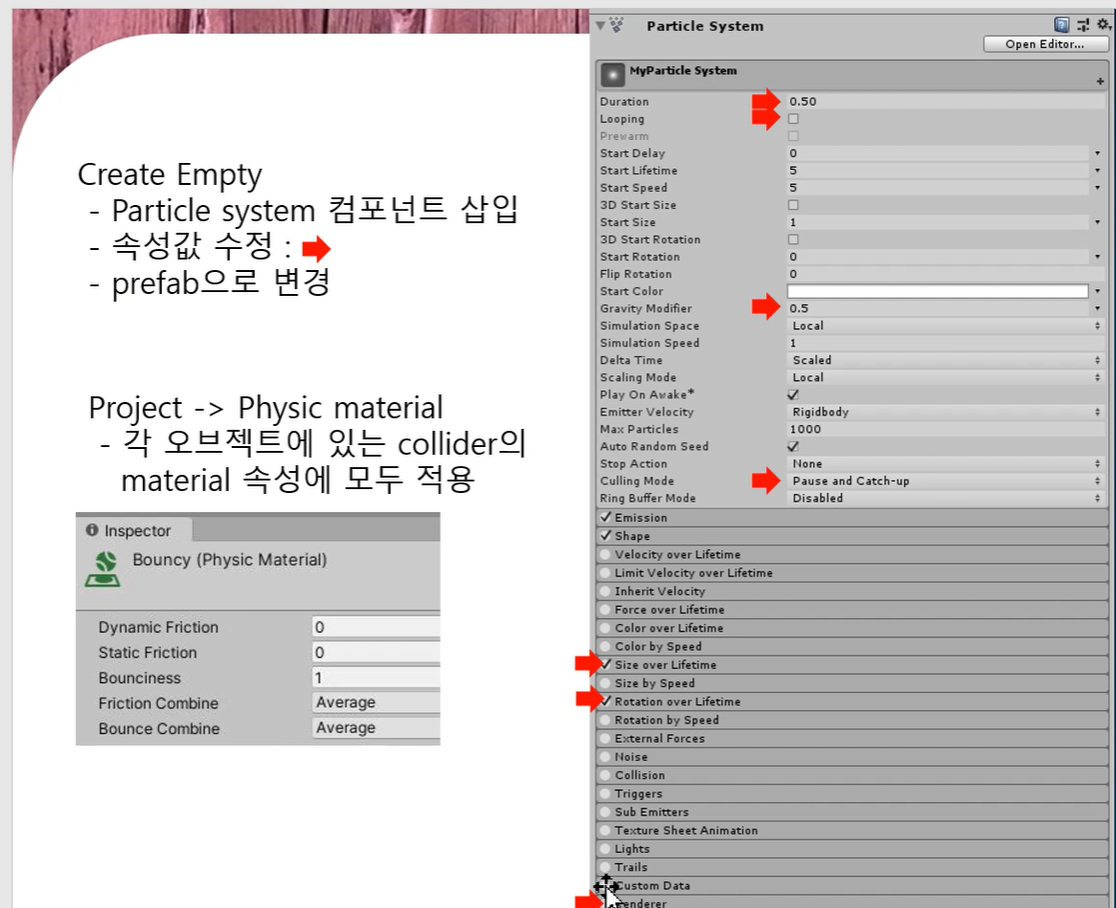 Create Empty
- Particle system 컴포넌트 삽입
- 속성값 수정 :
- prefab으로 변경
Project -> Physic material
- 각 오브젝트에 있는 collider의
material 속성에 모두 적용
Inspector
Bouncy (Physic Material)
Dynamic Friction 0
Static Friction 0
Bounciness 1
Friction Combine Average
Bounce Combine Average
Particle System
Open Editor...
MyParticle System
Duration 0.50
Looping
Prewarm
Start Delay 0
Start Lifetime 5
Start Speed 5
3D Start Size
Start Size 1
3D Start Rotation
Start Rotation 0
Flip Rotation 0
Start Color
Gravity Modifier 0.5
Simulation Space Local
Simulation Speed 1
Delta Time Scaled
Scaling Mode Local
Play On Awake*
Emitter Velocity Rigidbody
Max Particles 1000
Auto Random Seed
Stop Action None
Culling Mode Pause and Catch-up
Ring Buffer Mode Disabled
Emission
Shape
Velocity over Lifetime
Limit Velocity over Lifetime
Inherit Velocity
Force over Lifetime
Color over Lifetime
Color by Speed
Size over Lifetime
Size by Speed
Rotation over Lifetime
Rotation by Speed
External Forces
Noise
Collision
Triggers
Sub Emitters
Texture Sheet Animation
Lights
Trails
Custom Data
Renderer